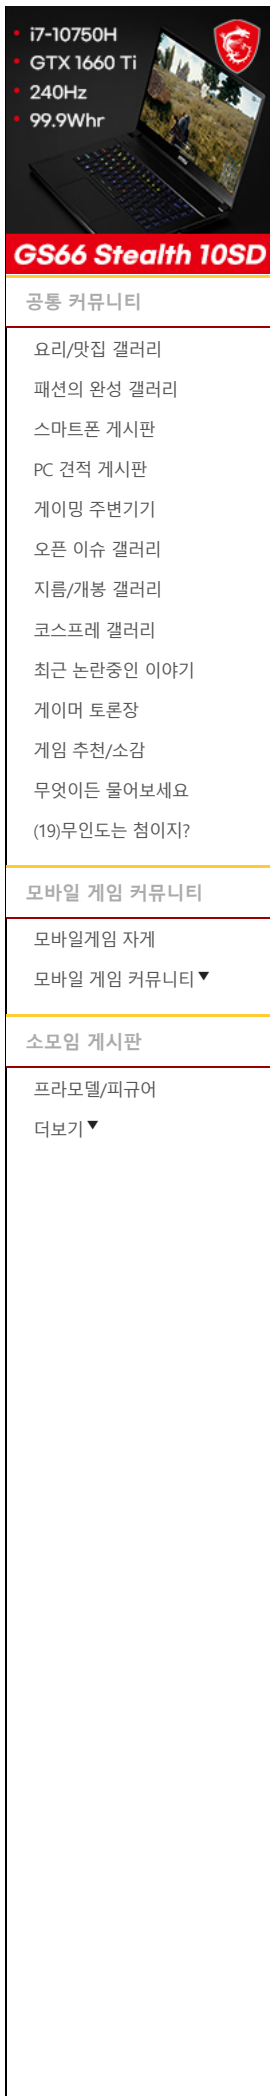 i7-10750H
GTX 1660 Ti
240Hz
99.9Whr
GS66 Stealth 10SD
공통 커뮤니티
요리/맛집 갤러리
패션의 완성 갤러리
스마트폰 게시판
PC 견적 게시판
게이밍 주변기기
오픈 이슈 갤러리
지름/개봉 갤러리
코스프레 갤러리
최근 논란중인 이야기
게이머 토론장
게임 추천/소감
무엇이든 물어보세요
(19)무인도는 첨이지?
모바일 게임 커뮤니티
모바일게임 자게
모바일 게임 커뮤니티▼
소모임 게시판
프라모델/피규어
더보기▼